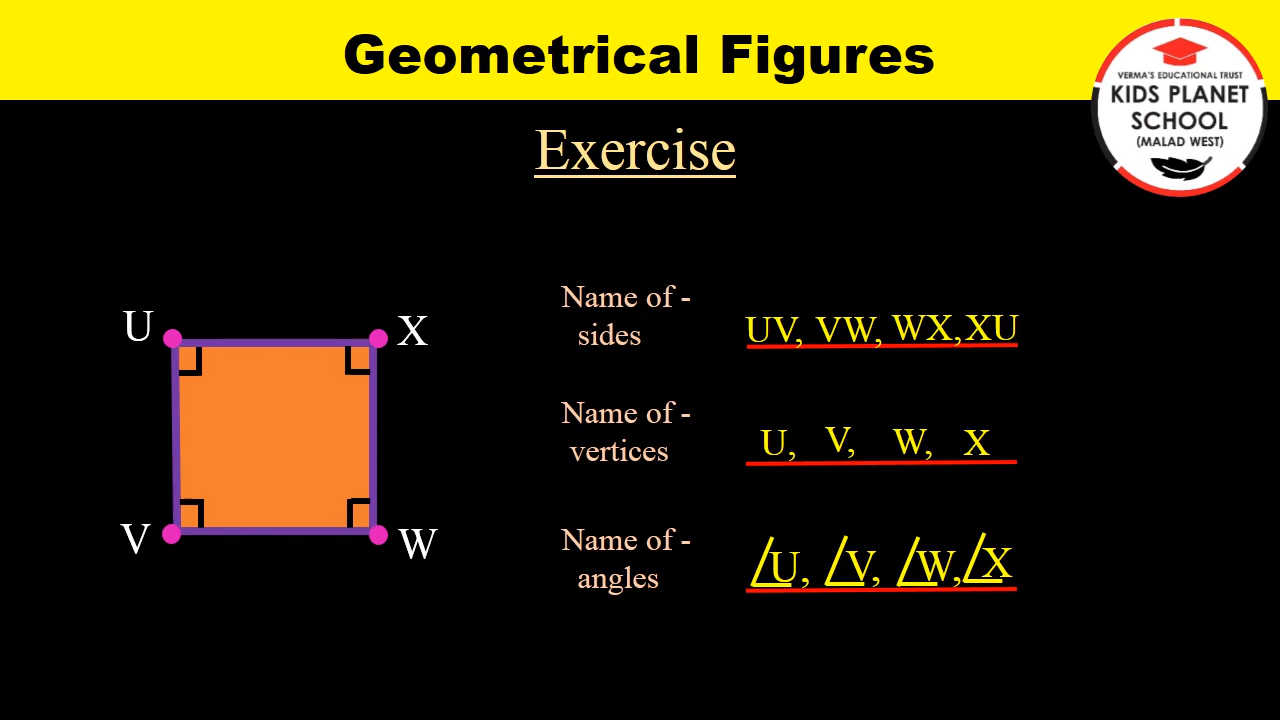 Geometrical Figures
VERMA'S EDUCATIONAL TRUST
KIDS PLANET
SCHOOL
(MALAD WEST)
Exercise
U
X
V
W
Name of -
sides
UV, VW, WX, XU
Name of -
vertices
U, V, W, X
Name of -
angles
∠U, ∠V, ∠W, ∠X